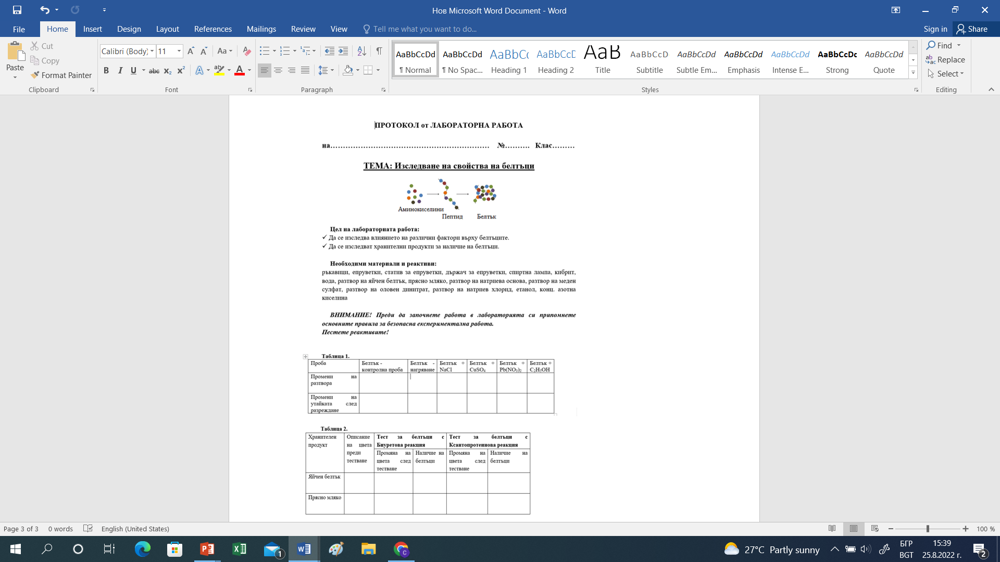 Нов Microsoft Word Document - Word
File Home Insert Design Layout References Mailings Review View Tell me what you want to do... Sign in Share
Paste Cut Copy Format Painter
Calibri (Body) 11
AaBbCcDd ¶ Normal
AaBbCcDd ¶ No Spac...
AaBbCc Heading 1
AaBbCcD Heading 2
AaB Title
AaBbCcD Subtitle
AaBbCcDd Subtle Em...
AaBbCcDd Emphasis
AaBbCcDd Intense E...
AaBbCcDc Strong
AaBbCcDd Quote
Find Replace Select
Clipboard Font Paragraph Styles Editing
ПРОТОКОЛ от ЛАБОРАТОРНА РАБОТА
на……………………………………………………… №………. Клас………
ТЕМА: Изследване на свойства на белтъци
Аминокиселини
Пептид Белтък
Цел на лабораторната работа:
✓ Да се изследва влиянието на различни фактори върху белтъците.
✓ Да се изследват хранителни продукти за наличие на белтъци.
Необходими материали и реактиви:
ръкавици, епруветки, статив за епруветки, държач за епруветки, спиртна лампа, кибрит,
вода, разтвор на яйчен белтък, прясно мляко, разтвор на натриева основа, разтвор на меден
сулфат, разтвор на оловен динитрат, разтвор на натриев хлорид, етанол, конц. азотна
киселина
ВНИМАНИЕ! Преди да започнете работа в лабораторията си припомнете
основните правила за безопасна експериментална работа.
Пестете реактивите!
Таблица 1.
Проба
Белтък -
контролна проба
Белтък -
нагряване
Белтък +
NaCl
Белтък +
CuSO₄
Белтък +
Pb(NO₃)₂
Белтък +
C₂H₅OH
Промени на
разтвора
Промени на
утайката след
разреждане
Таблица 2.
Хранителен
продукт
Описание
на цвета
преди
тестване
Тест за белтъци с
Биуретова реакция
Тест за белтъци с
Ксантопротеинова реакция
Промяна на
цвета след
тестване
Наличие на
белтъци
Промяна на
цвета след
тестване
Наличие на
белтъци
Яйчен белтък
Прясно мляко
Page 3 of 3 0 words English (United States) 100 %
27°C Partly sunny
БГР
BGT
15:39
25.8.2022 г.
1
2